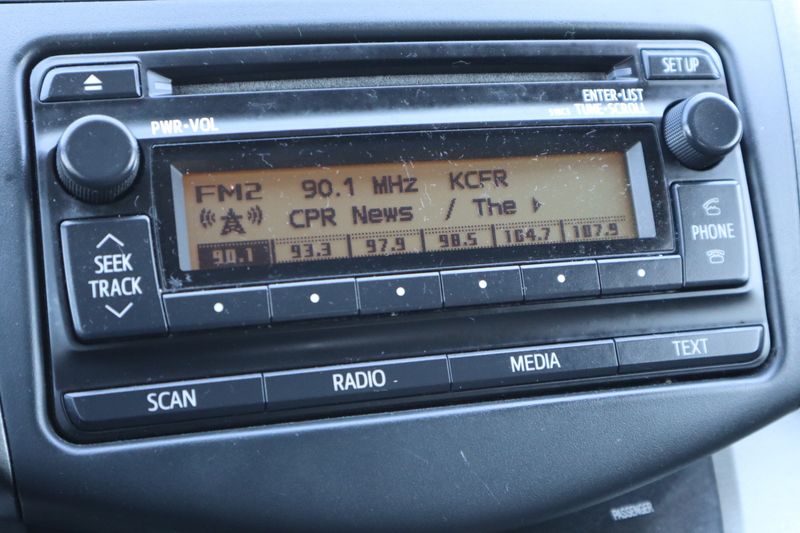 SET UP
PWR•VOL
ENTER•LIST
TUNE•SCROLL
FM2 90.1 MHz KCFR
CPR News / The
90.1 93.3 97.9 98.5 104.7 107.9
SEEK
TRACK
PHONE
SCAN RADIO MEDIA TEXT
PASSENGER